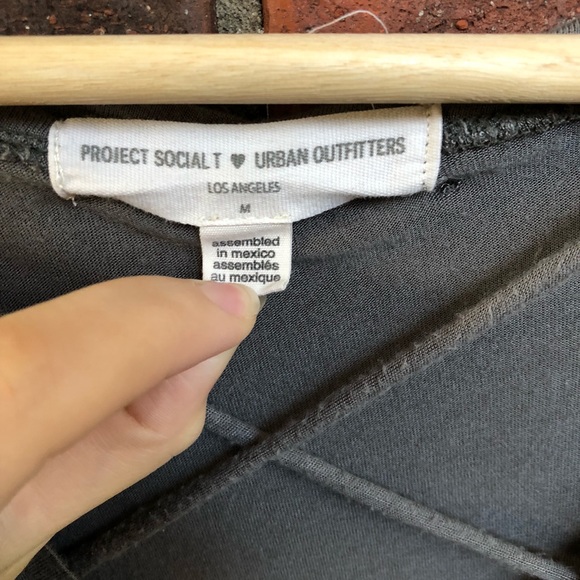 PROJECT SOCIAL T ♥ URBAN OUTFITTERS
LOS ANGELES
M
assembled
in mexico
assemblés
au mexique